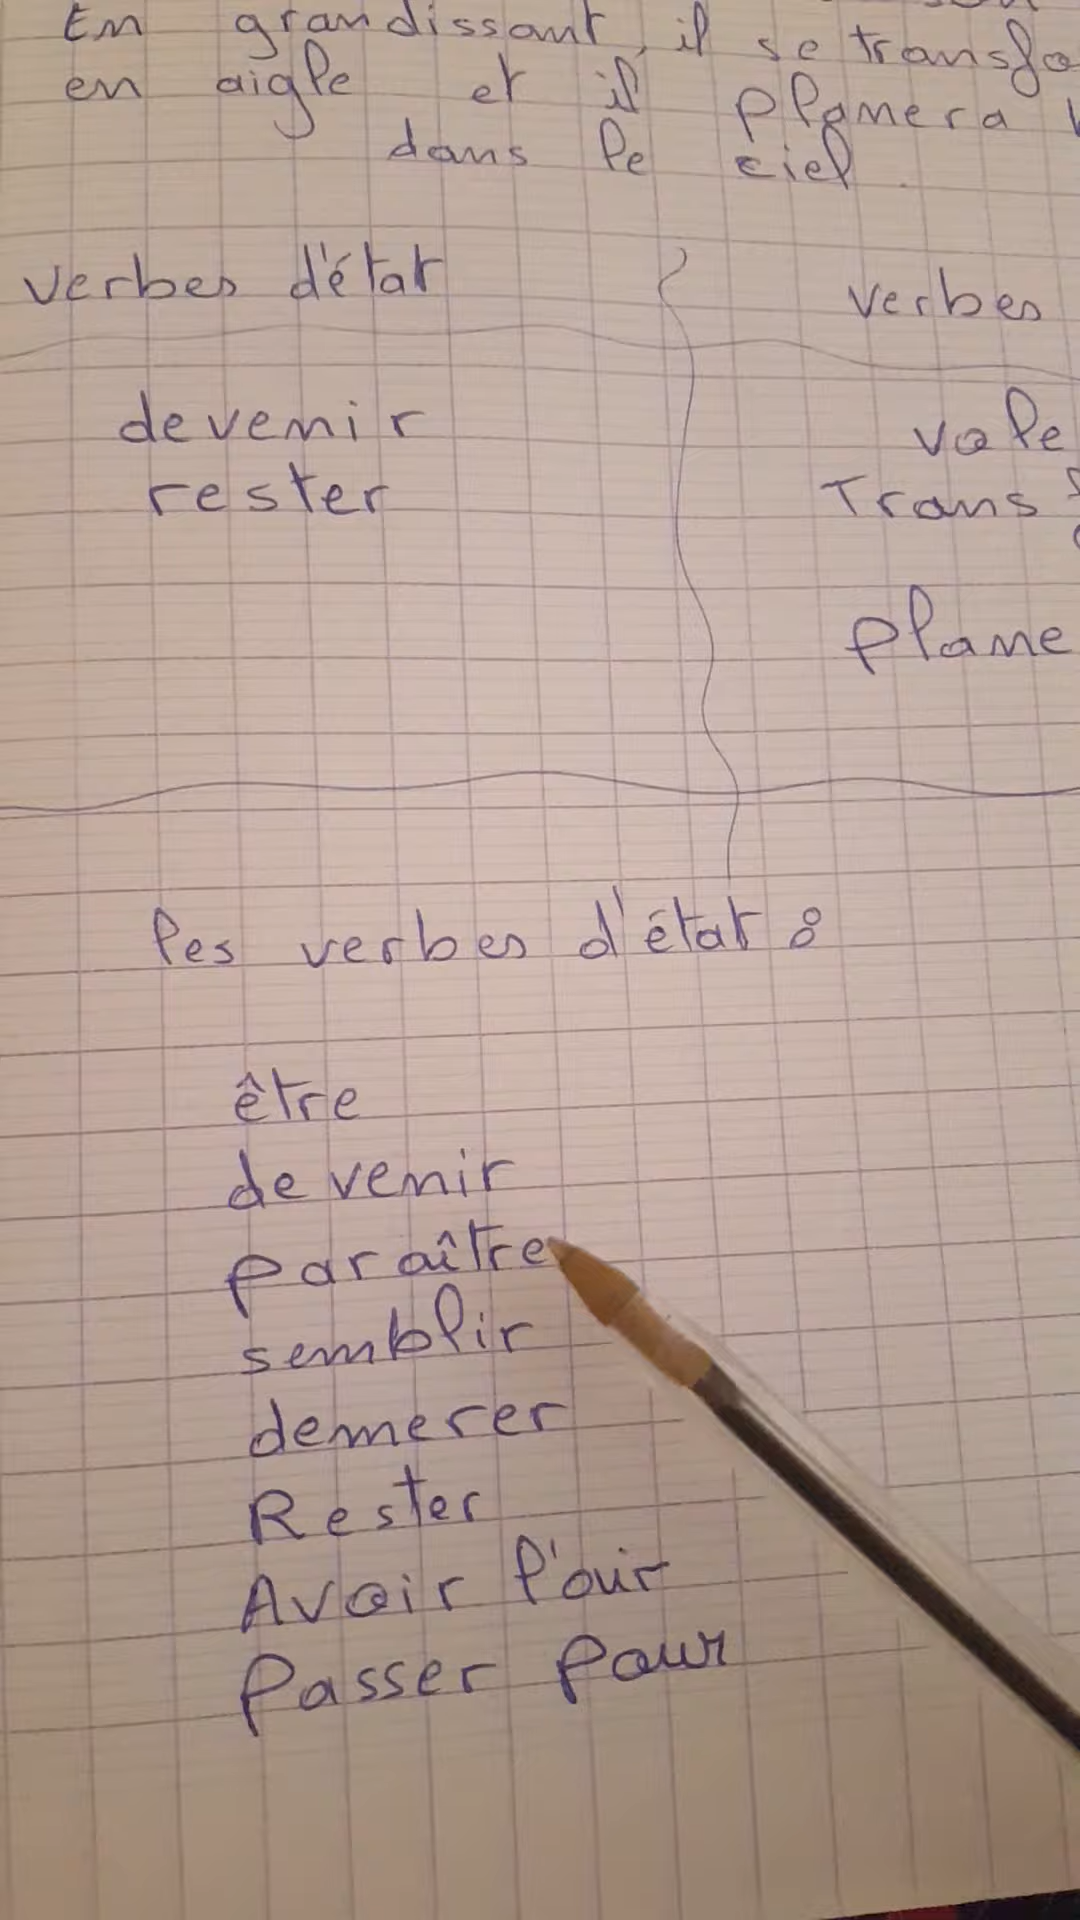 En grandissant, il se transfo
en aigle et il planera
dans le ciel.
verbes d'état verbes
devenir vole
rester Trans
plane
les verbes d'état :
être
devenir
paraître
semblir
demerer
Rester
Avoir l'air
Passer pour